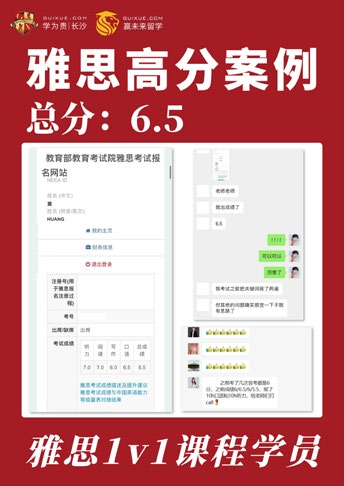 GUIXUE.COM
学为贵|长沙
GUIXUE.COM
赢未来留学
雅思高分案例
总分：6.5
教育部教育考试院雅思考试报
名网站
NEEA ID
姓名 (中文)
黄
姓名 (拼音/英文)
HUANG
我的主页
财务信息
退出登录
注册号(用
于雅思报
名注册过
程)
考号
出席/缺席 出席
考试成绩
听力 阅读 写作 口语 总成绩
7.0 7.0 6.0 6.5 6.5
雅思考试成绩描述及提升建议
雅思考试成绩与中国英语能力
等级量表对接结果
老师老师
我出成绩了
6.5
1111
可以可以
厉害了
我考试之前把关键词背了两遍
但其他的问题确实感觉一下子就
有思路了
之前考了几次官考都是6
分，之前成绩6/6.5/6/5.5，报了
10h口语和10h听力，给老师们打
call
雅思1v1课程学员